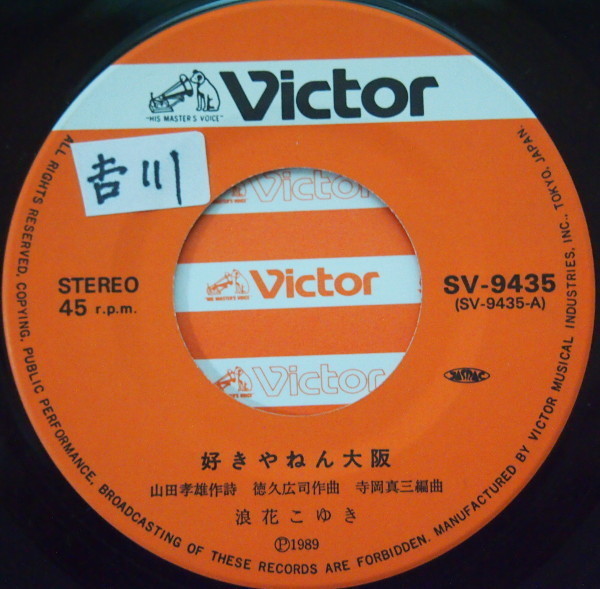 Victor
"HIS MASTER'S VOICE"
吉川
ALL RIGHTS RESERVED, COPYING, PUBLIC PERFORMANCE, BROADCASTING OF THESE RECORDS ARE FORBIDDEN. MANUFACTURED BY VICTOR MUSICAL INDUSTRIES, INC., TOKYO, JAPAN.
Victor
STEREO
45 r.p.m.
Victor
SV-9435
(SV-9435-A)
JASRAC
Victor
好きやねん大阪
山田孝雄作詩 徳久広司作曲 寺岡真三編曲
浪花こゆき
Ⓟ1989